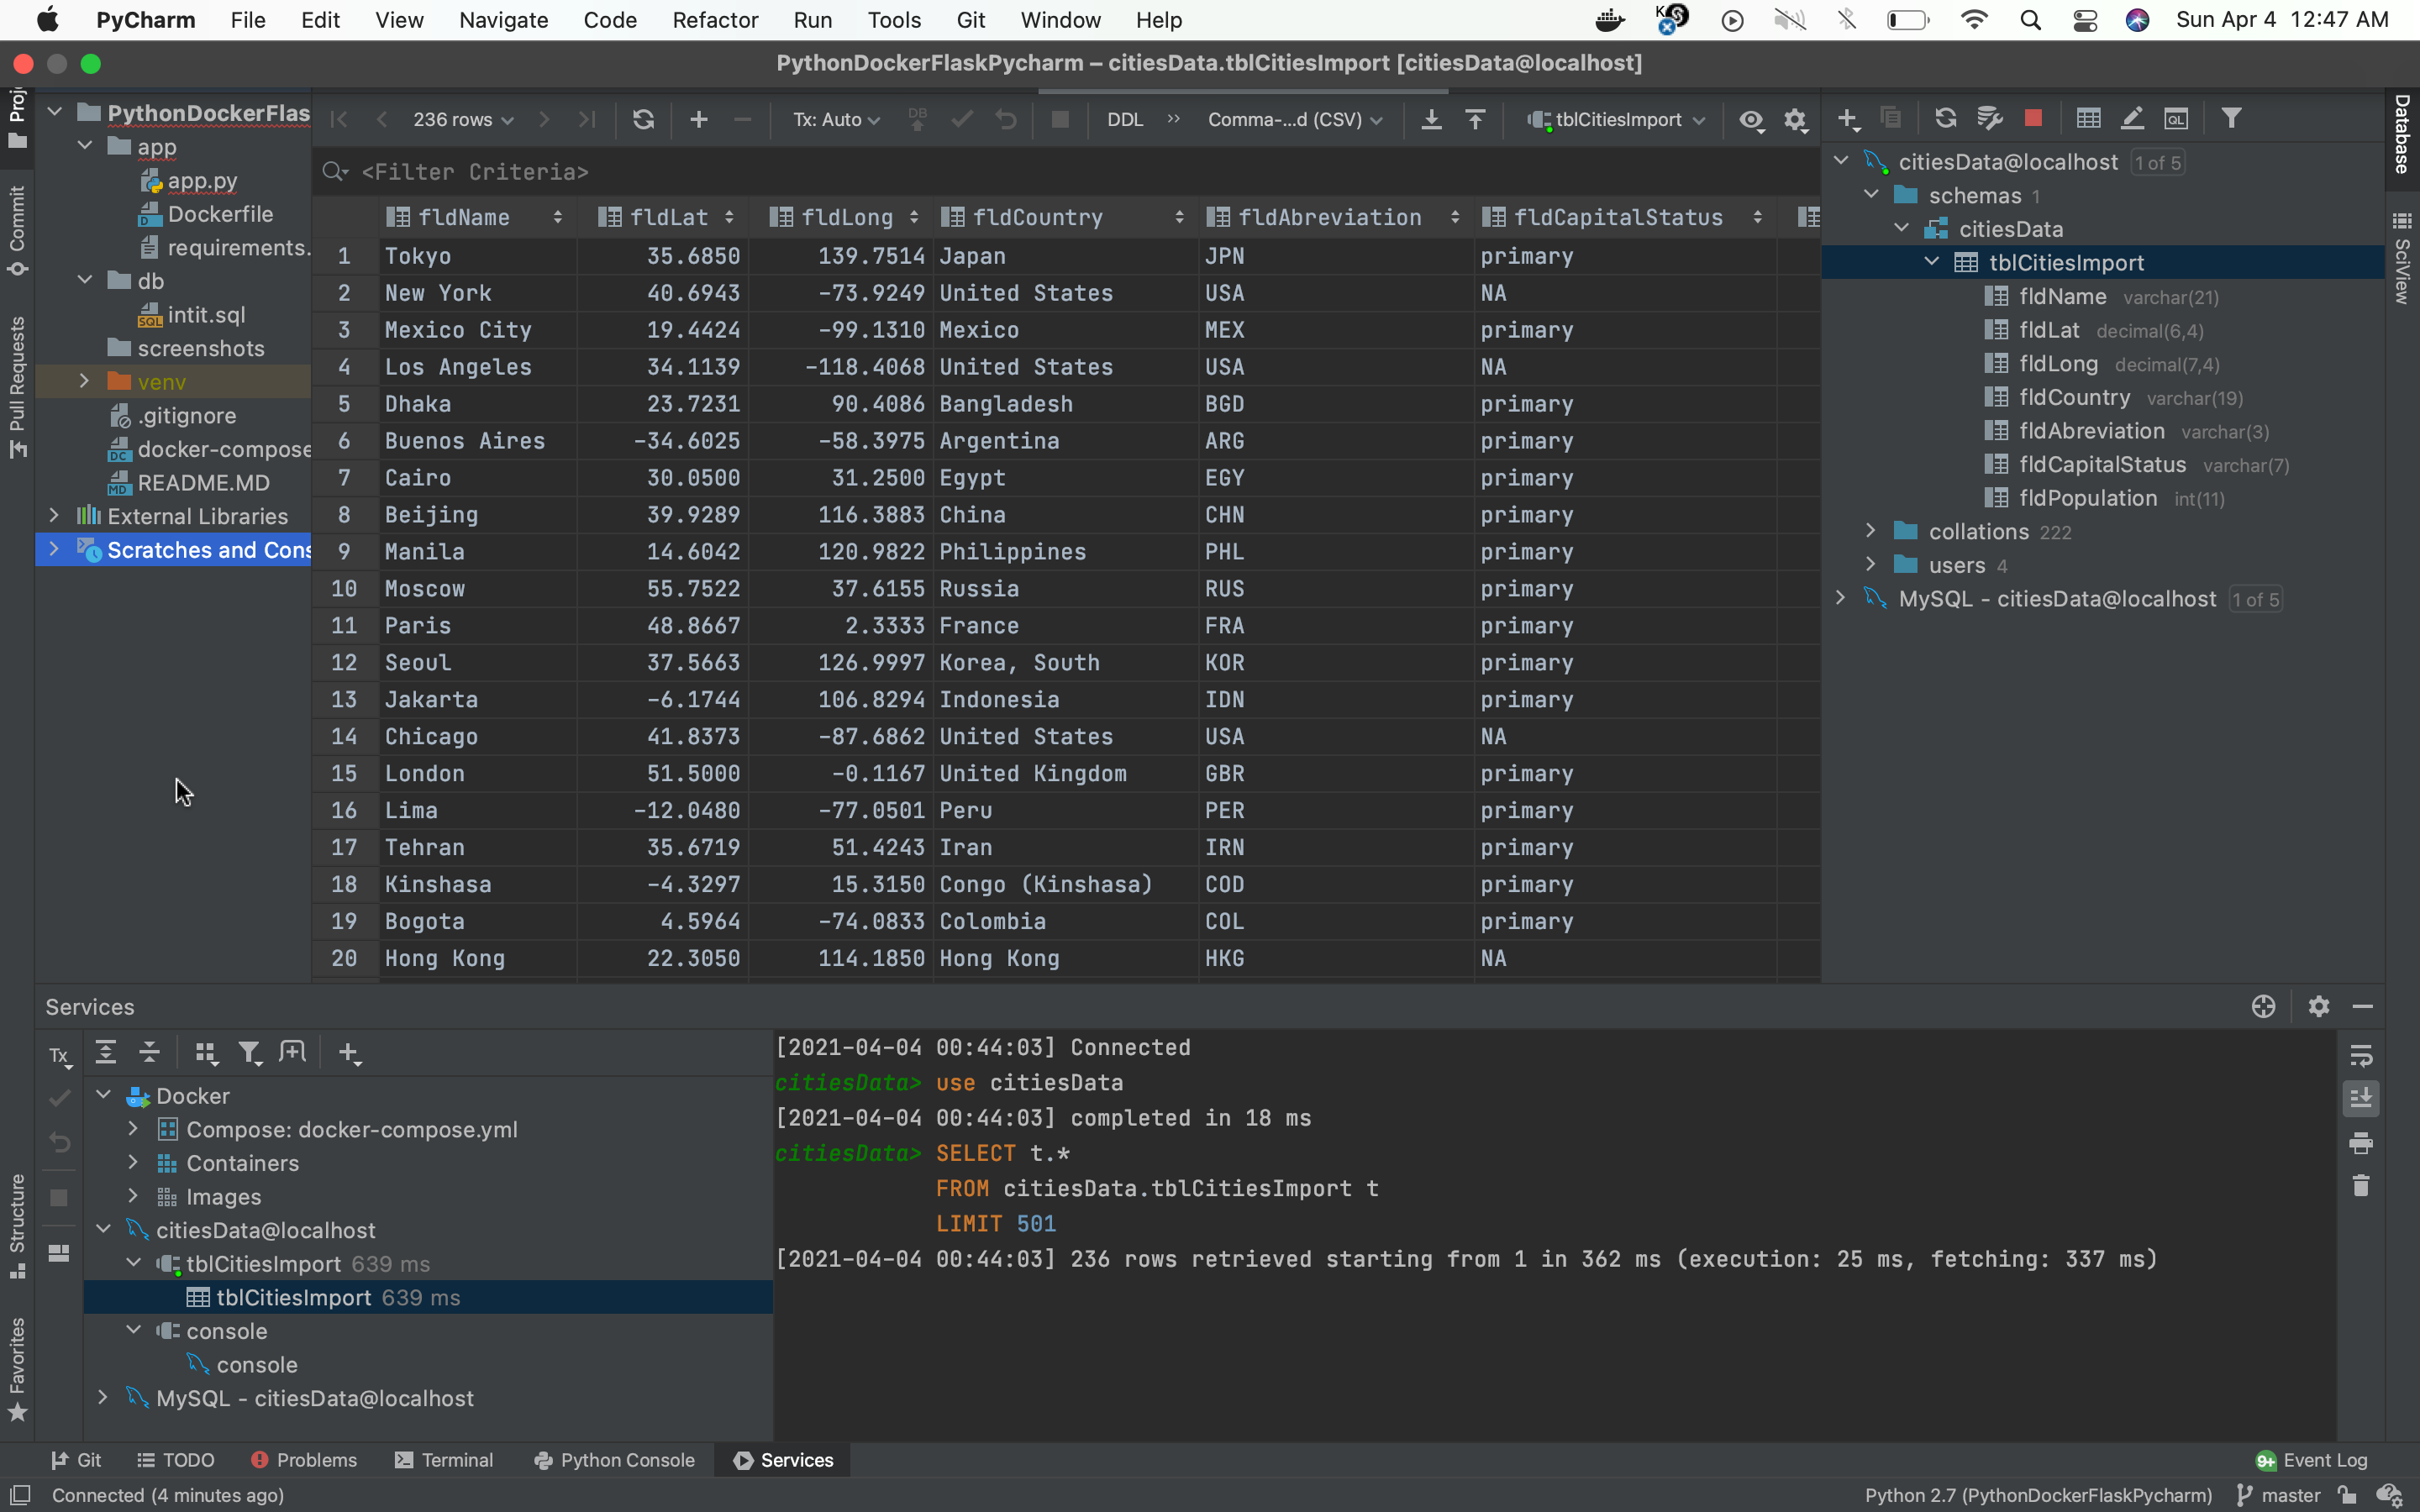 PyCharm File Edit View Navigate Code Refactor Run Tools Git Window Help Sun Apr 4 12:47 AM
PythonDockerFlaskPycharm – citiesData.tblCitiesImport [citiesData@localhost]
Proj
Commit
Pull Requests
Structure
Favorites
PythonDockerFlas
app
app.py
Dockerfile
requirements.
db
intit.sql
screenshots
venv
.gitignore
docker-compose
README.MD
External Libraries
Scratches and Cons
236 rows Tx: Auto DB DDL Comma-...d (CSV) tblCitiesImport
<Filter Criteria>
fldName fldLat fldLong fldCountry fldAbreviation fldCapitalStatus
1 Tokyo 35.6850 139.7514 Japan JPN primary
2 New York 40.6943 -73.9249 United States USA NA
3 Mexico City 19.4424 -99.1310 Mexico MEX primary
4 Los Angeles 34.1139 -118.4068 United States USA NA
5 Dhaka 23.7231 90.4086 Bangladesh BGD primary
6 Buenos Aires -34.6025 -58.3975 Argentina ARG primary
7 Cairo 30.0500 31.2500 Egypt EGY primary
8 Beijing 39.9289 116.3883 China CHN primary
9 Manila 14.6042 120.9822 Philippines PHL primary
10 Moscow 55.7522 37.6155 Russia RUS primary
11 Paris 48.8667 2.3333 France FRA primary
12 Seoul 37.5663 126.9997 Korea, South KOR primary
13 Jakarta -6.1744 106.8294 Indonesia IDN primary
14 Chicago 41.8373 -87.6862 United States USA NA
15 London 51.5000 -0.1167 United Kingdom GBR primary
16 Lima -12.0480 -77.0501 Peru PER primary
17 Tehran 35.6719 51.4243 Iran IRN primary
18 Kinshasa -4.3297 15.3150 Congo (Kinshasa) COD primary
19 Bogota 4.5964 -74.0833 Colombia COL primary
20 Hong Kong 22.3050 114.1850 Hong Kong HKG NA
citiesData@localhost 1 of 5
schemas 1
citiesData
tblCitiesImport
fldName varchar(21)
fldLat decimal(6,4)
fldLong decimal(7,4)
fldCountry varchar(19)
fldAbreviation varchar(3)
fldCapitalStatus varchar(7)
fldPopulation int(11)
collations 222
users 4
MySQL - citiesData@localhost 1 of 5
Database
SciView
Services
Tx
Docker
Compose: docker-compose.yml
Containers
Images
citiesData@localhost
tblCitiesImport 639 ms
tblCitiesImport 639 ms
console
console
MySQL - citiesData@localhost
[2021-04-04 00:44:03] Connected
citiesData> use citiesData
[2021-04-04 00:44:03] completed in 18 ms
citiesData> SELECT t.*
FROM citiesData.tblCitiesImport t
LIMIT 501
[2021-04-04 00:44:03] 236 rows retrieved starting from 1 in 362 ms (execution: 25 ms, fetching: 337 ms)
Git TODO Problems Terminal Python Console Services 9+ Event Log
Connected (4 minutes ago) Python 2.7 (PythonDockerFlaskPycharm) master